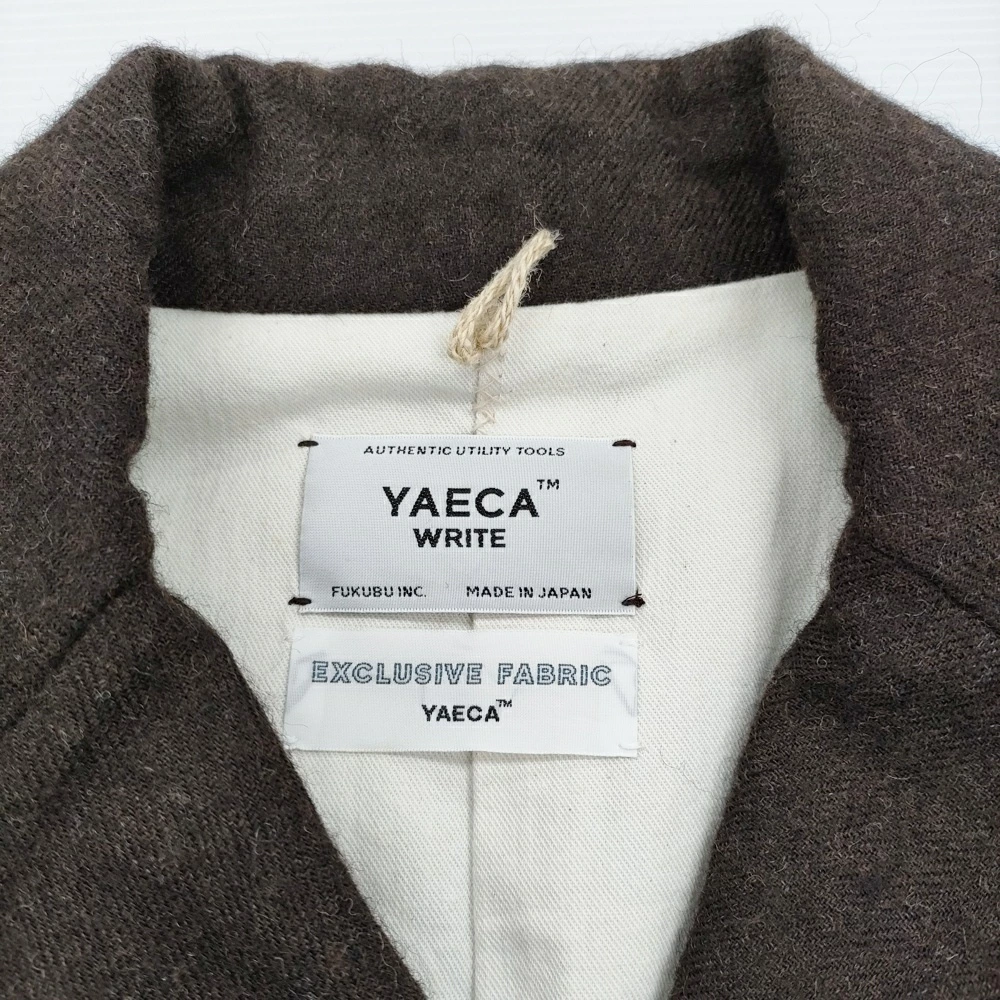 AUTHENTIC UTILITY TOOLS
YAECA™
WRITE
FUKUBU INC. MADE IN JAPAN
EXCLUSIVE FABRIC
YAECA™